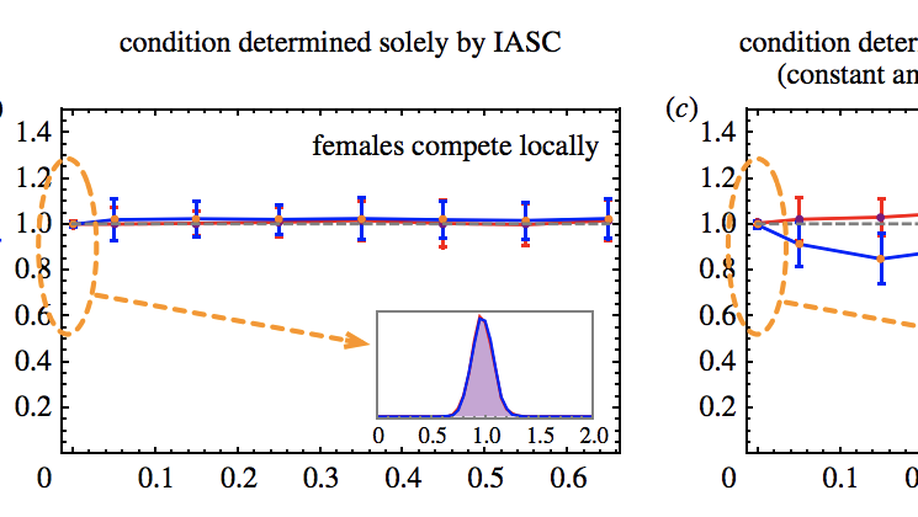 condition determined solely by IASC
females compete locally
1.4
1.2
1.0
0.8
0.6
0.4
0.2
0 0.1 0.2 0.3 0.4 0.5 0.6
0 0.5 1.0 1.5 2.0
(constant an
(c)
1.4
1.2
1.0
0.8
0.6
0.4
0.2
0 0.1